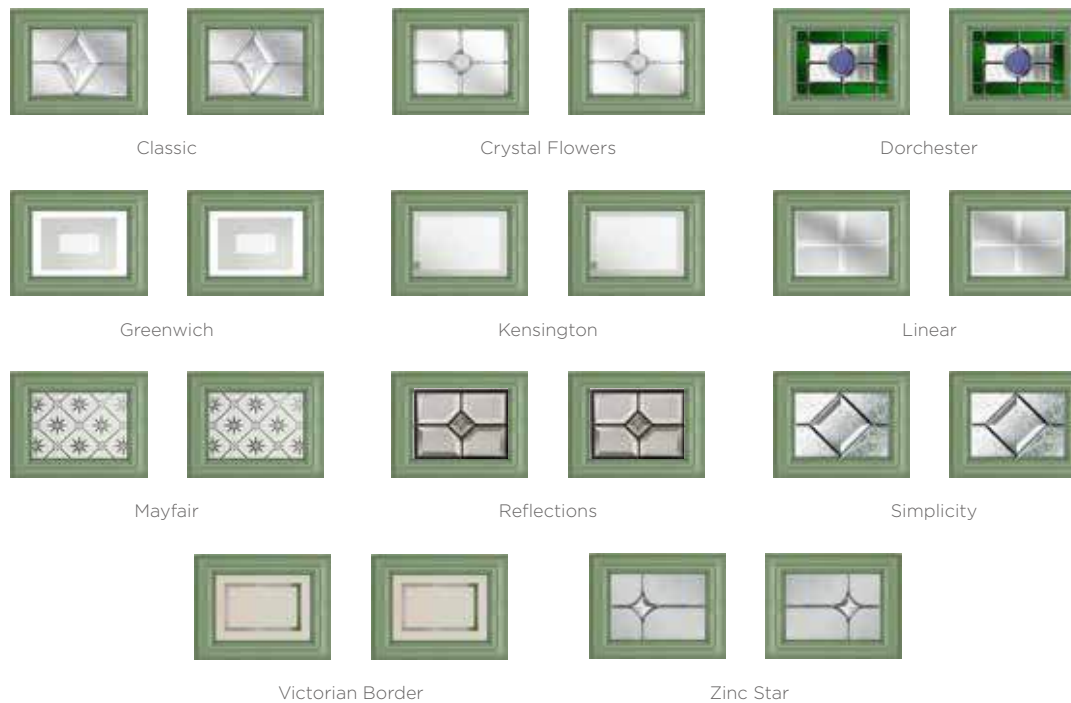 Classic
Crystal Flowers
Dorchester
Greenwich
Kensington
Linear
Mayfair
Reflections
Simplicity
Victorian Border
Zinc Star